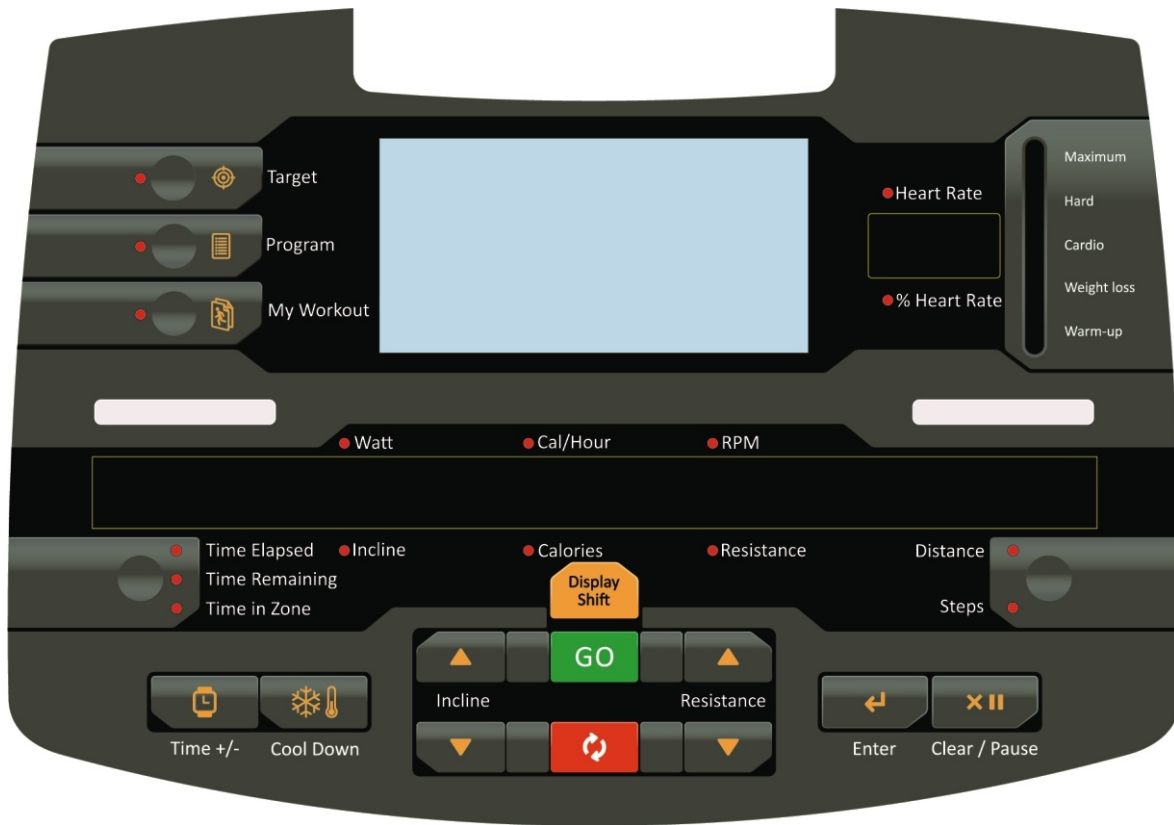 Target
Program
My Workout
Heart Rate
% Heart Rate
Maximum
Hard
Cardio
Weight loss
Warm-up
Watt
Cal/Hour
RPM
Time Elapsed
Time Remaining
Time in Zone
Incline
Calories
Resistance
Distance
Steps
Display
Shift
GO
Incline
Resistance
Time +/-
Cool Down
Enter
Clear / Pause